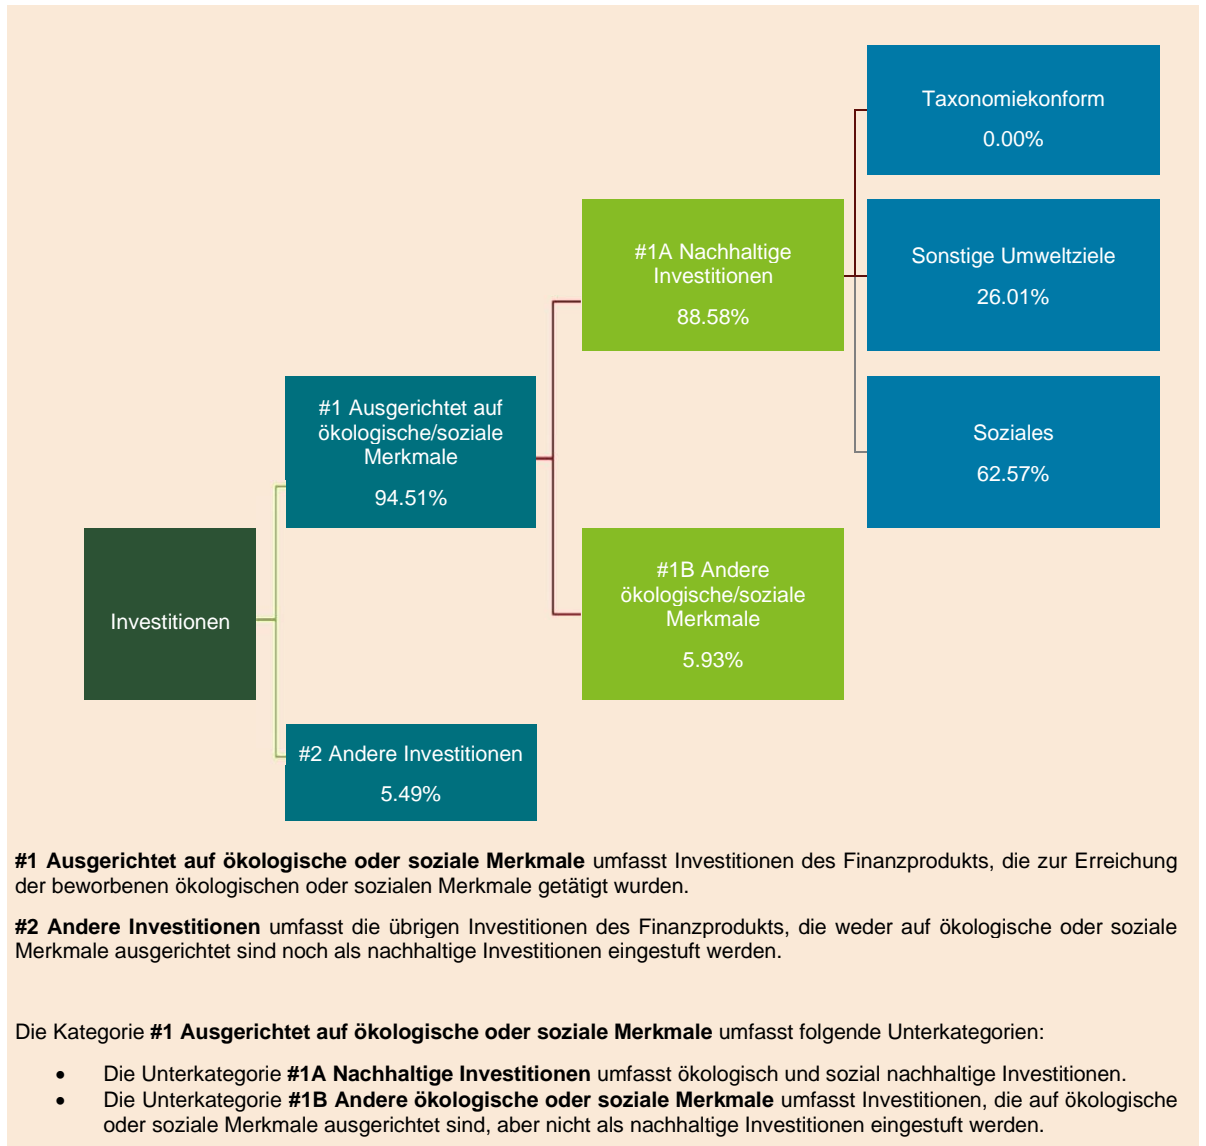 Taxonomiekonform
0.00%
#1A Nachhaltige
Investitionen
88.58%
Sonstige Umweltziele
26.01%
#1 Ausgerichtet auf
ökologische/soziale
Merkmale
94.51%
Soziales
62.57%
Investitionen
#1B Andere
ökologische/soziale
Merkmale
5.93%
#2 Andere Investitionen
5.49%
#1 Ausgerichtet auf ökologische oder soziale Merkmale umfasst Investitionen des Finanzprodukts, die zur Erreichung
der beworbenen ökologischen oder sozialen Merkmale getätigt wurden.
#2 Andere Investitionen umfasst die übrigen Investitionen des Finanzprodukts, die weder auf ökologische oder soziale
Merkmale ausgerichtet sind noch als nachhaltige Investitionen eingestuft werden.
Die Kategorie #1 Ausgerichtet auf ökologische oder soziale Merkmale umfasst folgende Unterkategorien:
• Die Unterkategorie #1A Nachhaltige Investitionen umfasst ökologisch und sozial nachhaltige Investitionen.
• Die Unterkategorie #1B Andere ökologische oder soziale Merkmale umfasst Investitionen, die auf ökologische
oder soziale Merkmale ausgerichtet sind, aber nicht als nachhaltige Investitionen eingestuft werden.